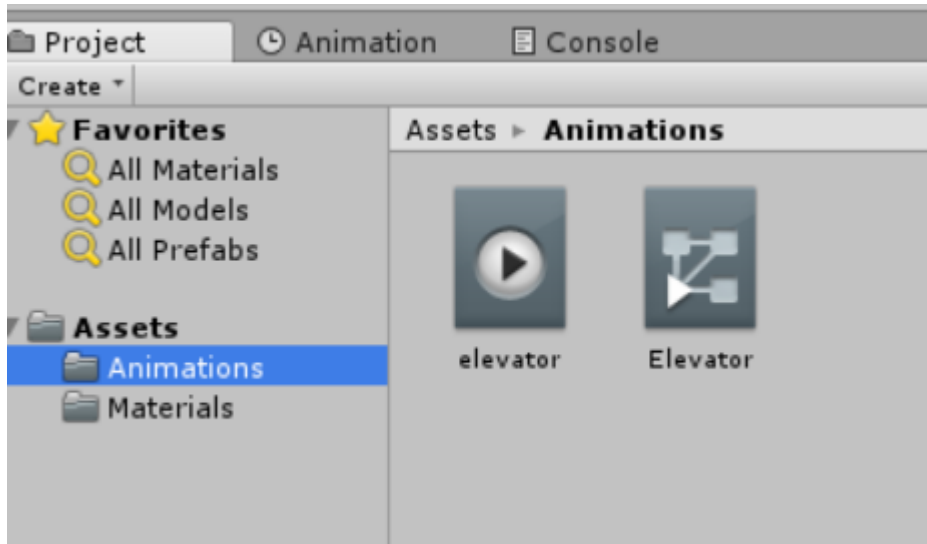 Project Animation Console
Create
Favorites
All Materials
All Models
All Prefabs
Assets
Animations
Materials
Assets Animations
elevator Elevator